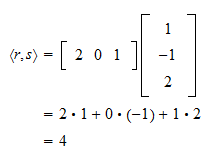 ⟨r,s⟩ = [ 2 0 1 ] [ 1
−1
2 ]
= 2 • 1 + 0 • (−1) + 1 • 2
= 4